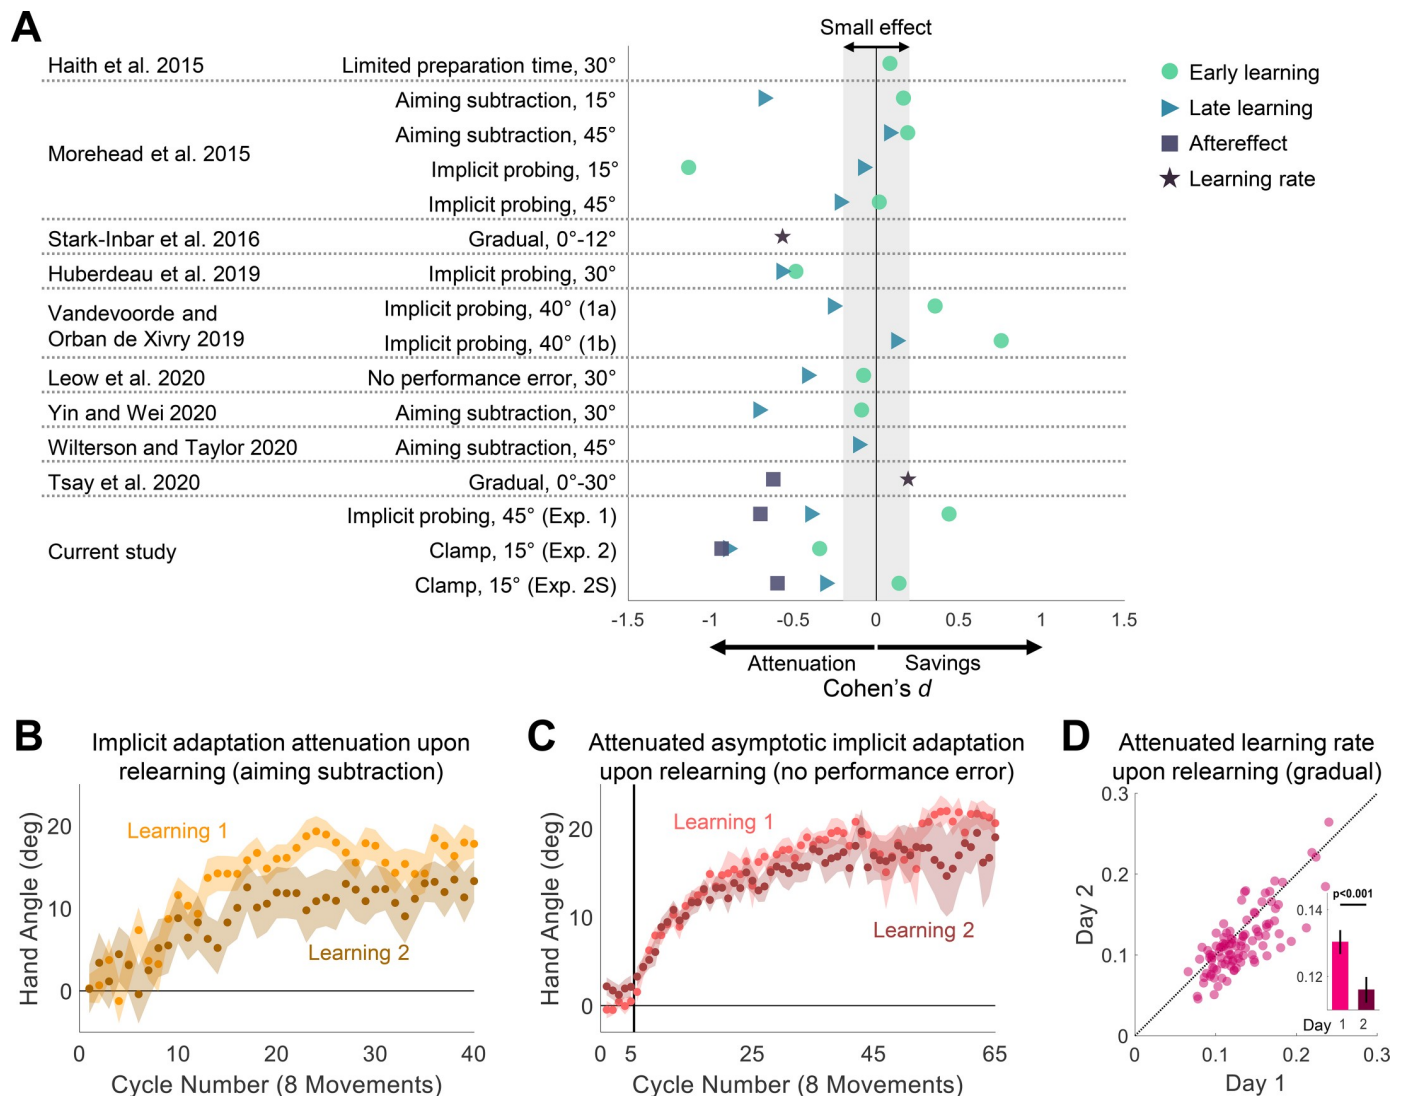 A
Small effect
Haith et al. 2015 Limited preparation time, 30°
Morehead et al. 2015
Aiming subtraction, 15°
Aiming subtraction, 45°
Implicit probing, 15°
Implicit probing, 45°
Stark-Inbar et al. 2016 Gradual, 0°-12°
Huberdeau et al. 2019 Implicit probing, 30°
Vandevoorde and
Orban de Xivry 2019
Implicit probing, 40° (1a)
Implicit probing, 40° (1b)
Leow et al. 2020 No performance error, 30°
Yin and Wei 2020 Aiming subtraction, 30°
Wilterson and Taylor 2020 Aiming subtraction, 45°
Tsay et al. 2020 Gradual, 0°-30°
Current study
Implicit probing, 45° (Exp. 1)
Clamp, 15° (Exp. 2)
Clamp, 15° (Exp. 2S)
Early learning
Late learning
Aftereffect
Learning rate
-1.5 -1 -0.5 0 0.5 1 1.5
Attenuation Savings
Cohen's d
B
Implicit adaptation attenuation upon
relearning (aiming subtraction)
Hand Angle (deg)
20
10
0
Learning 1
Learning 2
0 10 20 30 40
Cycle Number (8 Movements)
C
Attenuated asymptotic implicit adaptation
upon relearning (no performance error)
Hand Angle (deg)
20
10
0
Learning 1
Learning 2
0 5 25 45 65
Cycle Number (8 Movements)
D
Attenuated learning rate
upon relearning (gradual)
Day 2
0.3
0.2
0.1
0
p<0.001
0.14
0.12
Day 1 2
0 0.1 0.2 0.3
Day 1